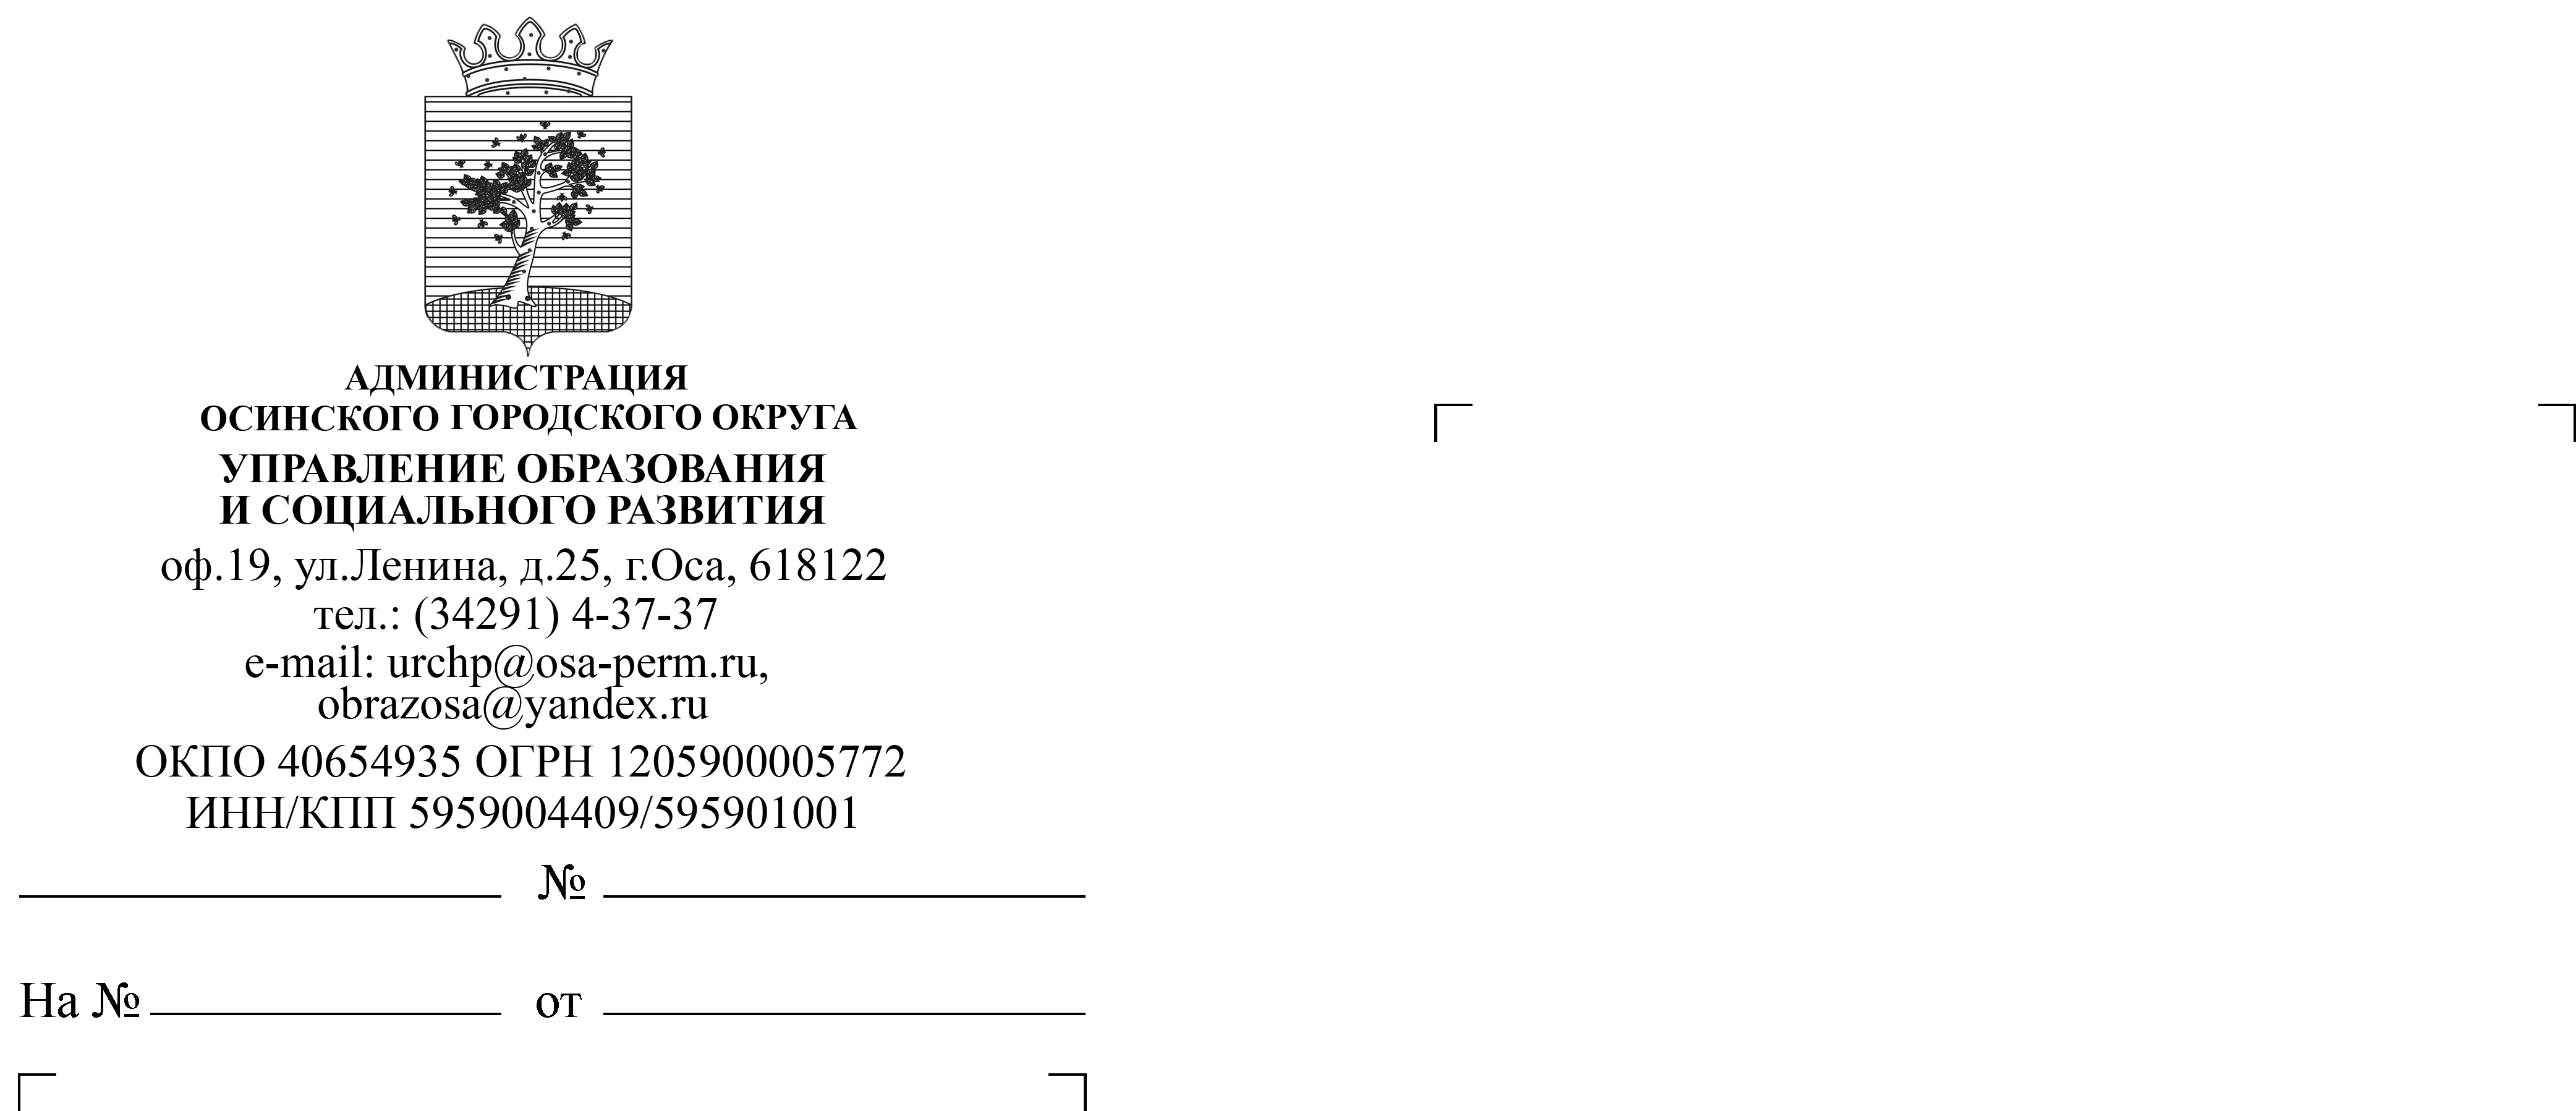 АДМИНИСТРАЦИЯ
ОСИНСКОГО ГОРОДСКОГО ОКРУГА
УПРАВЛЕНИЕ ОБРАЗОВАНИЯ
И СОЦИАЛЬНОГО РАЗВИТИЯ
оф.19, ул.Ленина, д.25, г.Оса, 618122
тел.: (34291) 4-37-37
e-mail: urchp@osa-perm.ru,
obrazosa@yandex.ru
ОКПО 40654935 ОГРН 1205900005772
ИНН/КПП 5959004409/595901001
№
На № от